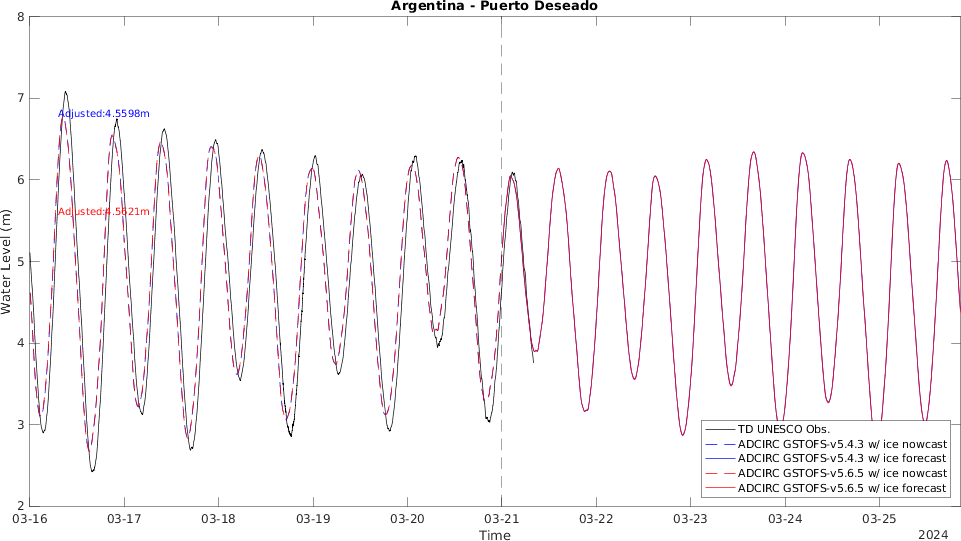 Argentina - Puerto Deseado
8
7
6
5
4
3
2
Water Level (m)
Adjusted:4.5598m
Adjusted:4.5621m
TD UNESCO Obs.
ADCIRC GSTOFS-v5.4.3 w/ ice nowcast
ADCIRC GSTOFS-v5.4.3 w/ ice forecast
ADCIRC GSTOFS-v5.6.5 w/ ice nowcast
ADCIRC GSTOFS-v5.6.5 w/ ice forecast
03-16 03-17 03-18 03-19 03-20 03-21 03-22 03-23 03-24 03-25
Time
2024